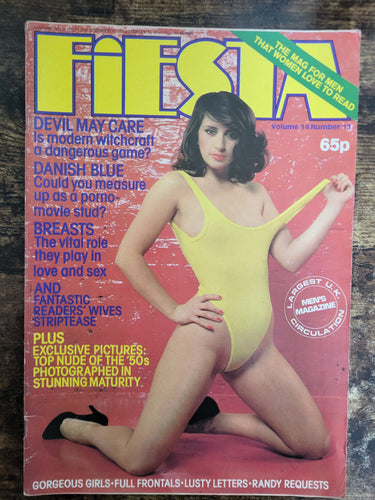 FiESTA
THE MAG FOR MEN
THAT WOMEN LOVE TO READ
Volume 14 Number 11
65p
DEVIL MAY CARE
Is modern witchcraft
a dangerous game?
DANISH BLUE
Could you measure
up as a porno-
movie stud?
BREASTS
The vital role
they play in
love and sex
AND
FANTASTIC
READERS' WIVES
STRIPTEASE
PLUS
EXCLUSIVE PICTURES:
TOP NUDE OF THE '50s
PHOTOGRAPHED IN
STUNNING MATURITY
LARGEST U.K.
MEN'S
MAGAZINE
CIRCULATION
GORGEOUS GIRLS•FULL FRONTALS•LUSTY LETTERS•RANDY REQUESTS